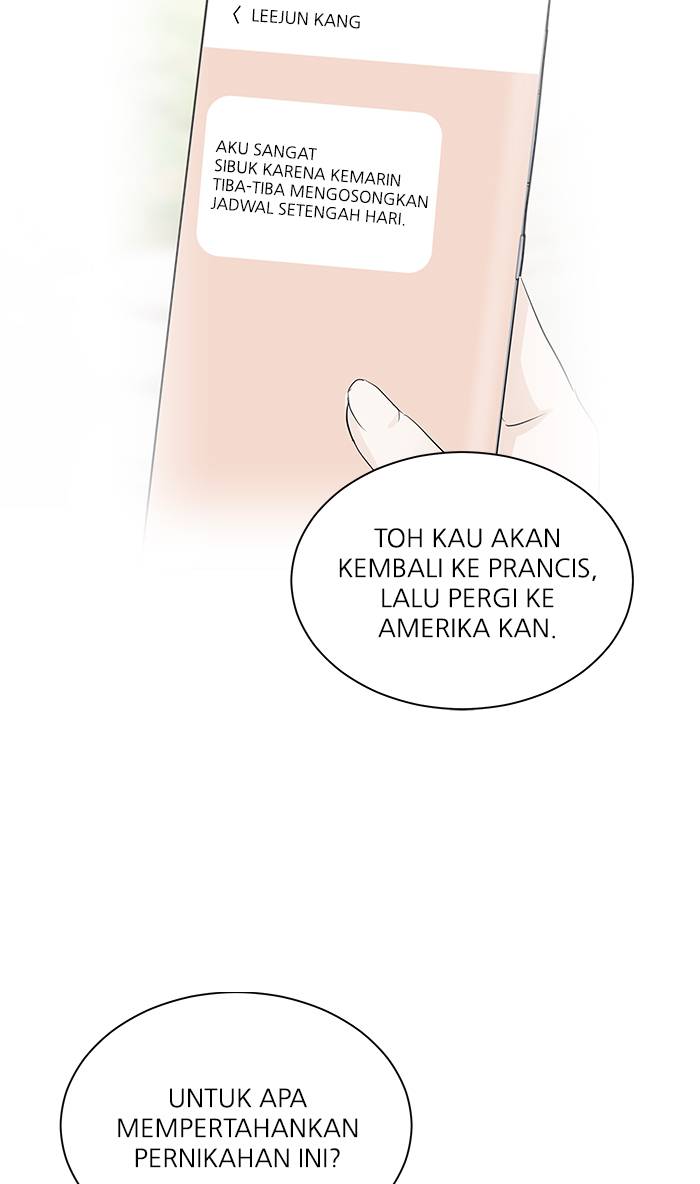 〈 LEEJUN KANG
AKU SANGAT
SIBUK KARENA KEMARIN
TIBA-TIBA MENGOSONGKAN
JADWAL SETENGAH HARI.
TOH KAU AKAN
KEMBALI KE PRANCIS,
LALU PERGI KE
AMERIKA KAN.
UNTUK APA
MEMPERTAHANKAN
PERNIKAHAN INI?